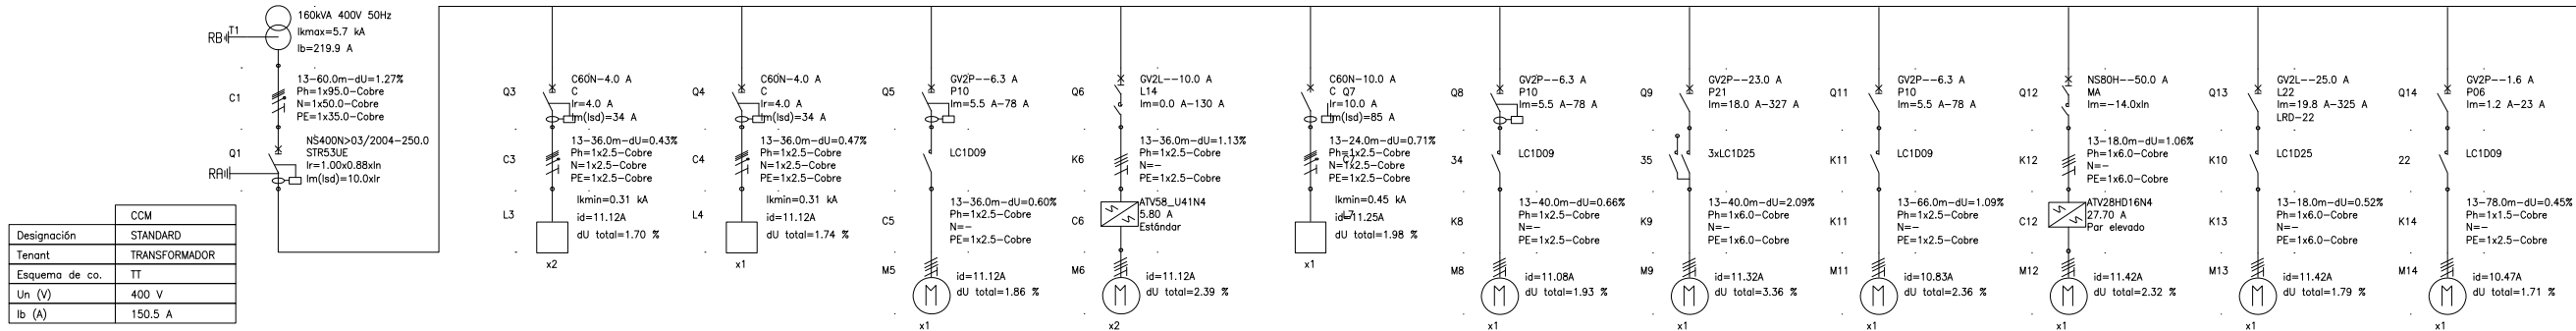 160kVA 400V 50Hz
T1
Ikmax=5.7 kA
RB
Ib=219.9 A
C1
13-60.0m-dU=1.27%
Ph=1x95.0-Cobre
N=1x50.0-Cobre
PE=1x35.0-Cobre
Q1
NS400N>03/2004-250.0
STR53UE
Ir=1.00x0.88xIn
Im(Isd)=10.0xIr
RA
CCM
Designación STANDARD
Tenant TRANSFORMADOR
Esquema de co. TT
Un (V) 400 V
Ib (A) 150.5 A
Q3
C60N-4.0 A
C
Ir=4.0 A
Im(Isd)=34 A
C3
13-36.0m-dU=0.43%
Ph=1x2.5-Cobre
N=1x2.5-Cobre
PE=1x2.5-Cobre
Ikmin=0.31 kA
L3
id=11.12A
dU total=1.70 %
x2
Q4
C60N-4.0 A
C
Ir=4.0 A
Im(Isd)=34 A
C4
13-36.0m-dU=0.47%
Ph=1x2.5-Cobre
N=1x2.5-Cobre
PE=1x2.5-Cobre
Ikmin=0.31 kA
L4
id=11.12A
dU total=1.74 %
x1
Q5
GV2P--6.3 A
P10
Im=5.5 A-78 A
LC1D09
C5
13-36.0m-dU=0.60%
Ph=1x2.5-Cobre
N=-
PE=1x2.5-Cobre
M5
id=11.12A
dU total=1.86 %
M
x1
Q6
GV2L--10.0 A
L14
Im=0.0 A-130 A
K6
13-36.0m-dU=1.13%
Ph=1x2.5-Cobre
N=-
PE=1x2.5-Cobre
C6
ATV58_U41N4
5.80 A
Estándar
M6
id=11.12A
dU total=2.39 %
M
x2
C60N-10.0 A
C Q7
Ir=10.0 A
Im(Isd)=85 A
13-24.0m-dU=0.71%
Ph=1x2.5-Cobre
C7
N=1x2.5-Cobre
PE=1x2.5-Cobre
Ikmin=0.45 kA
L7
id=11.25A
dU total=1.98 %
x1
Q8
GV2P--6.3 A
P10
Im=5.5 A-78 A
34
LC1D09
K8
13-40.0m-dU=0.66%
Ph=1x2.5-Cobre
N=-
PE=1x2.5-Cobre
M8
id=11.08A
dU total=1.93 %
M
x1
Q9
GV2P--23.0 A
P21
Im=18.0 A-327 A
35
3xLC1D25
K9
13-40.0m-dU=2.09%
Ph=1x6.0-Cobre
N=-
PE=1x6.0-Cobre
M9
id=11.32A
dU total=3.36 %
M
x1
Q11
GV2P--6.3 A
P10
Im=5.5 A-78 A
K11
LC1D09
K11
13-66.0m-dU=1.09%
Ph=1x2.5-Cobre
N=-
PE=1x2.5-Cobre
M11
id=10.83A
dU total=2.36 %
M
x1
Q12
NS80H--50.0 A
MA
Im=-14.0xIn
K12
13-18.0m-dU=1.06%
Ph=1x6.0-Cobre
N=-
PE=1x6.0-Cobre
C12
ATV28HD16N4
27.70 A
Par elevado
M12
id=11.42A
dU total=2.32 %
M
x1
Q13
GV2L--25.0 A
L22
Im=19.8 A-325 A
LRD-22
K10
LC1D25
K13
13-18.0m-dU=0.52%
Ph=1x6.0-Cobre
N=-
PE=1x6.0-Cobre
M13
id=11.42A
dU total=1.79 %
M
x1
Q14
GV2P--1.6 A
P06
Im=1.2 A-23 A
22
LC1D09
K14
13-78.0m-dU=0.45%
Ph=1x1.5-Cobre
N=-
PE=1x2.5-Cobre
M14
id=10.47A
dU total=1.71 %
M
x1